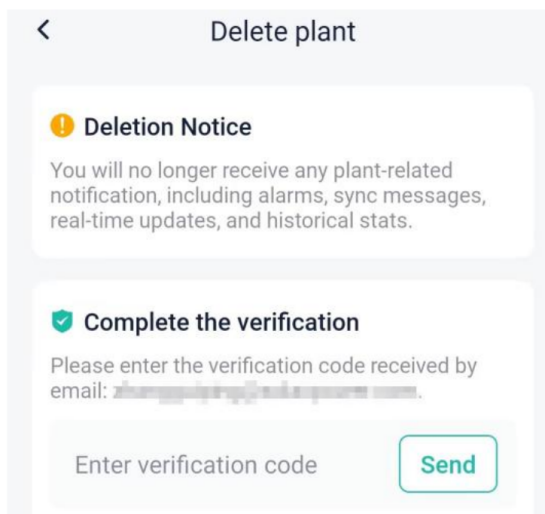 Delete plant
Deletion Notice
You will no longer receive any plant-related
notification, including alarms, sync messages,
real-time updates, and historical stats.
Complete the verification
Please enter the verification code received by
email:
Enter verification code
Send